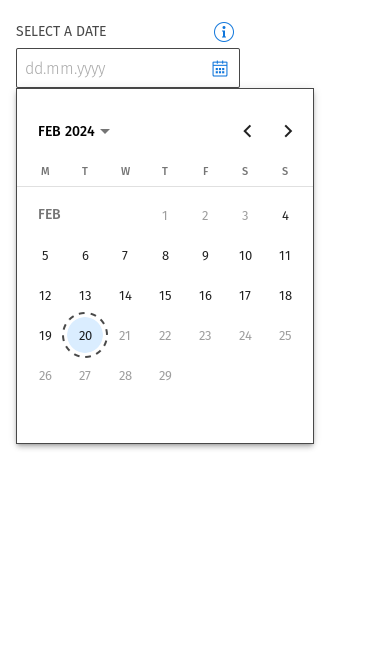 SELECT A DATE
dd.mm.yyyy
FEB 2024
M T W T F S S
FEB 1 2 3 4
5 6 7 8 9 10 11
12 13 14 15 16 17 18
19 20 21 22 23 24 25
26 27 28 29